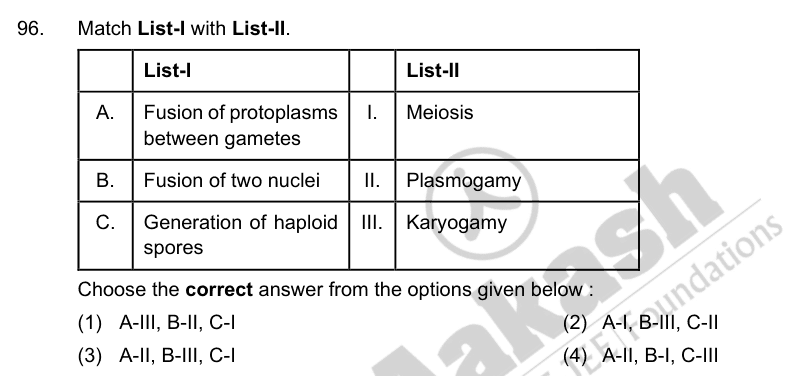 96. Match List-I with List-II.
List-I List-II
A. Fusion of protoplasms between gametes I. Meiosis
B. Fusion of two nuclei II. Plasmogamy
C. Generation of haploid spores III. Karyogamy
Choose the correct answer from the options given below :
(1) A-III, B-II, C-I (2) A-I, B-III, C-II
(3) A-II, B-III, C-I (4) A-II, B-I, C-III
Aakash
Foundations